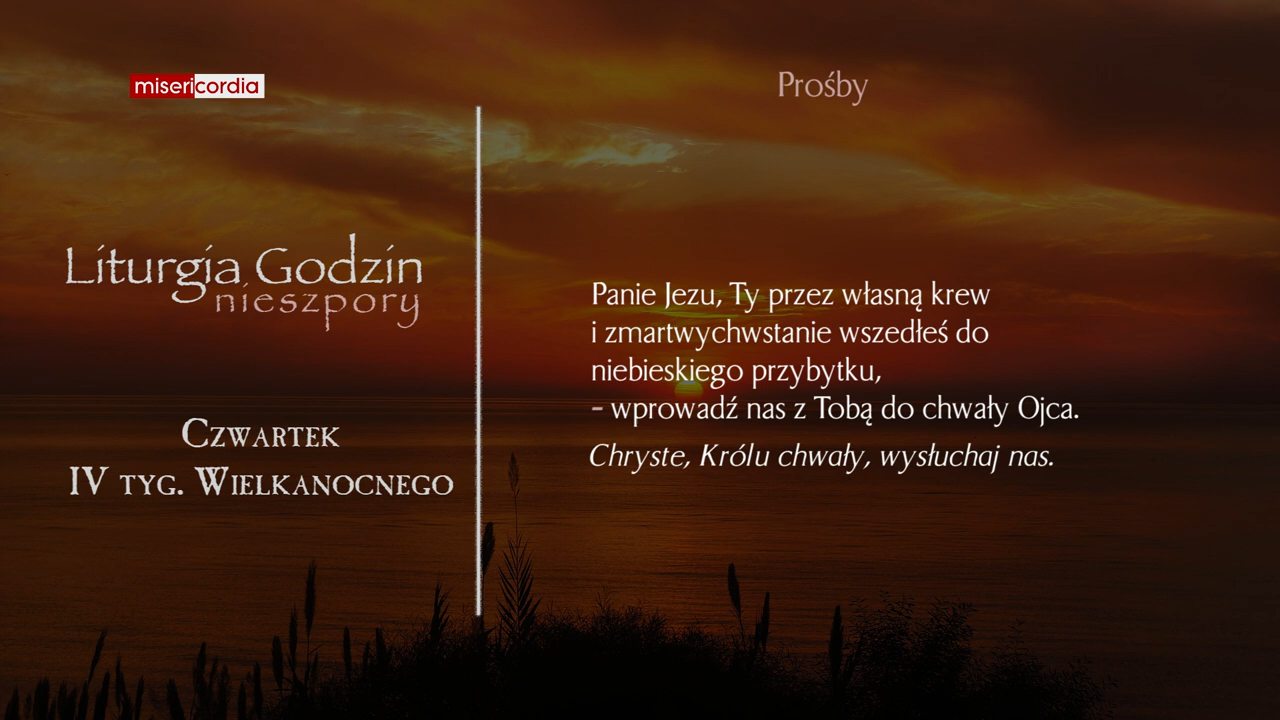 misericordia
Prośby
Liturgia Godzin
nieszpory
Czwartek
IV tyg. Wielkanocnego
Panie Jezu, Ty przez własną krew
i zmartwychwstanie wszedłeś do
niebieskiego przybytku,
– wprowadź nas z Tobą do chwały Ojca.
Chryste, Królu chwały, wysłuchaj nas.